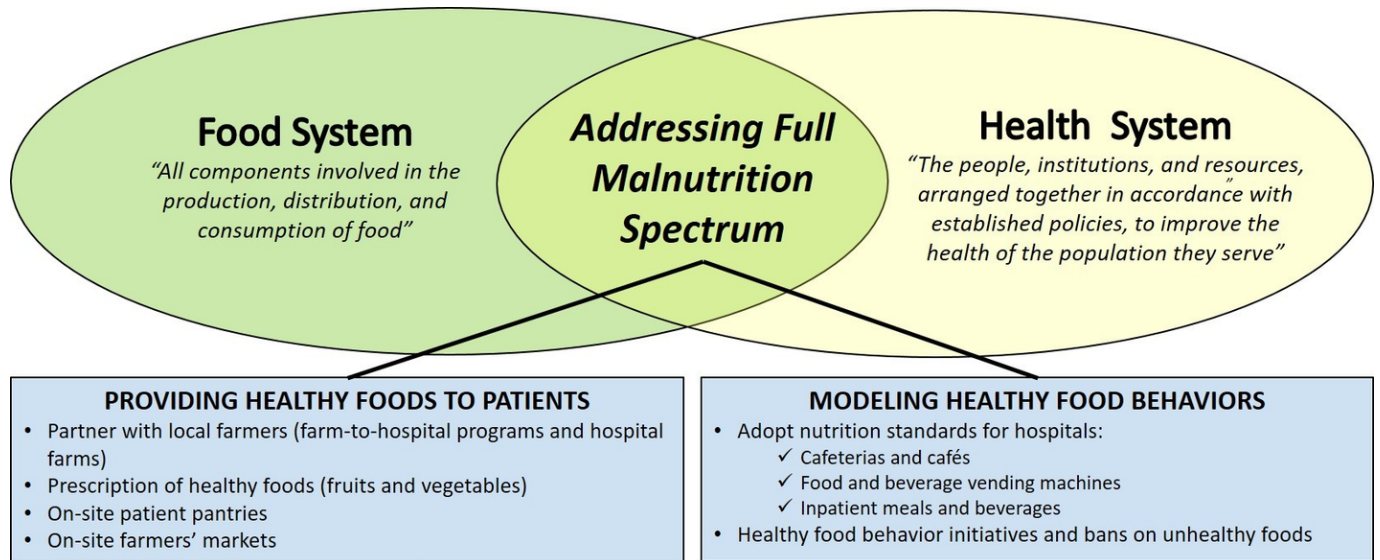 Food System
“All components involved in the
production, distribution, and
consumption of food”
Addressing Full
Malnutrition
Spectrum
Health System
“The people, institutions, and resources,
”
arranged together in accordance with
established policies, to improve the
health of the population they serve”
PROVIDING HEALTHY FOODS TO PATIENTS
• Partner with local farmers (farm-to-hospital programs and hospital
farms)
• Prescription of healthy foods (fruits and vegetables)
• On-site patient pantries
• On-site farmers’ markets
MODELING HEALTHY FOOD BEHAVIORS
• Adopt nutrition standards for hospitals:
✓ Cafeterias and cafés
✓ Food and beverage vending machines
✓ Inpatient meals and beverages
• Healthy food behavior initiatives and bans on unhealthy foods